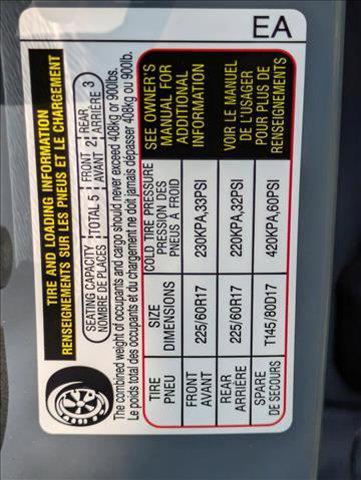 EA
TIRE AND LOADING INFORMATION
RENSEIGNEMENTS SUR LES PNEUS ET LE CHARGEMENT
SEATING CAPACITY TOTAL 5 FRONT 2 REAR 3
NOMBRE DE PLACES AVANT ARRIÈRE
The combined weight of occupants and cargo should never exceed 408kg or 900lbs.
Le poids total des occupants et du chargement ne doit jamais dépasser 408kg ou 900lb.
TIRE SIZE COLD TIRE PRESSURE SEE OWNER'S
PNEU DIMENSIONS PRESSION DES MANUAL FOR
PNEUS À FROID ADDITIONAL
INFORMATION
FRONT 225/60R17 230KPA,33PSI
AVANT
REAR 225/60R17 220KPA,32PSI VOIR LE MANUEL
ARRIÈRE DE L'USAGER
SPARE T145/80D17 420KPA,60PSI POUR PLUS DE
DE SECOURS RENSEIGNEMENTS